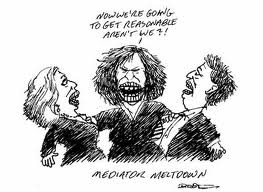 NOW WE'RE GOING
TO GET REASONABLE
AREN'T WE?!
MEDIATOR MELTDOWN